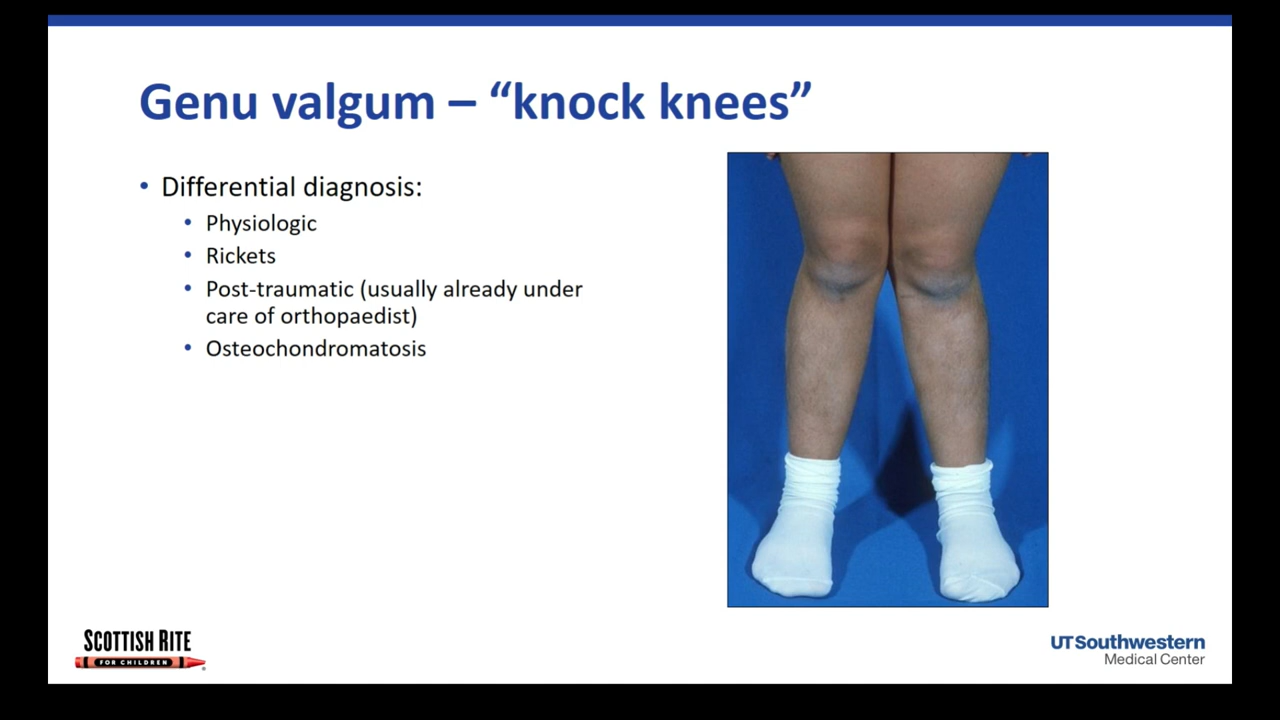 Genu valgum – “knock knees”
• Differential diagnosis:
• Physiologic
• Rickets
• Post-traumatic (usually already under
care of orthopaedist)
• Osteochondromatosis
SCOTTISH RITE
FOR CHILDREN
UTSouthwestern
Medical Center